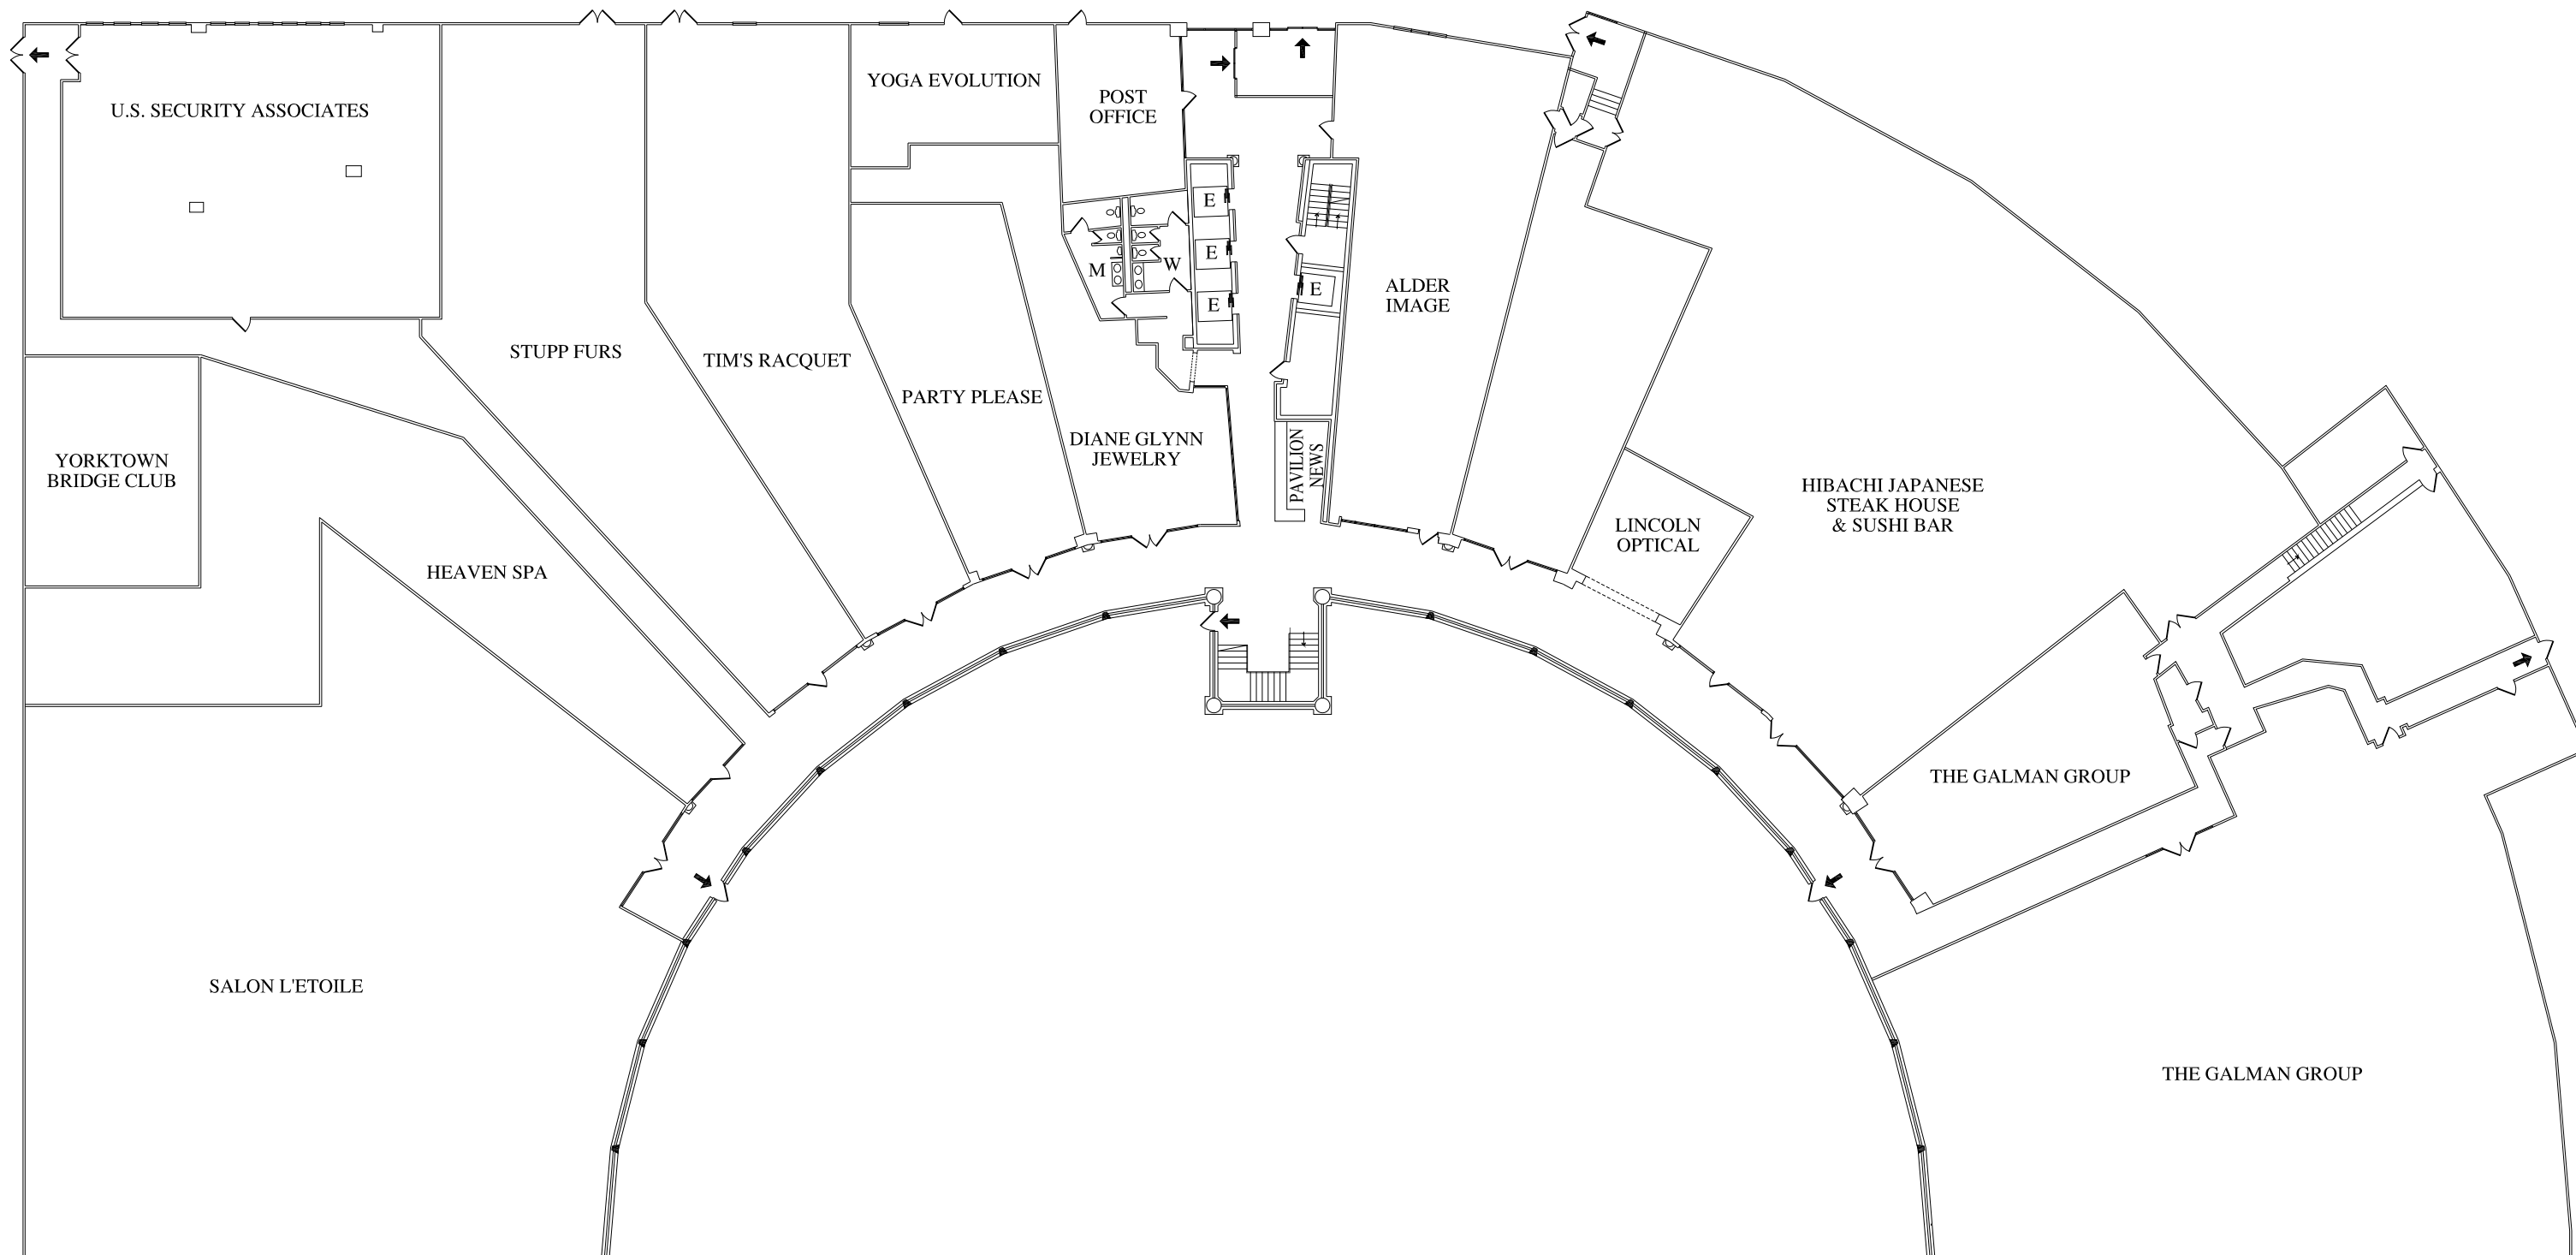 U.S. SECURITY ASSOCIATES
YOGA EVOLUTION
POST
OFFICE
E
E
E
E
M
W
STUPP FURS
TIM'S RACQUET
PARTY PLEASE
DIANE GLYNN
JEWELRY
PAVILION
NEWS
ALDER
IMAGE
YORKTOWN
BRIDGE CLUB
HEAVEN SPA
LINCOLN
OPTICAL
HIBACHI JAPANESE
STEAK HOUSE
& SUSHI BAR
THE GALMAN GROUP
SALON L'ETOILE
THE GALMAN GROUP